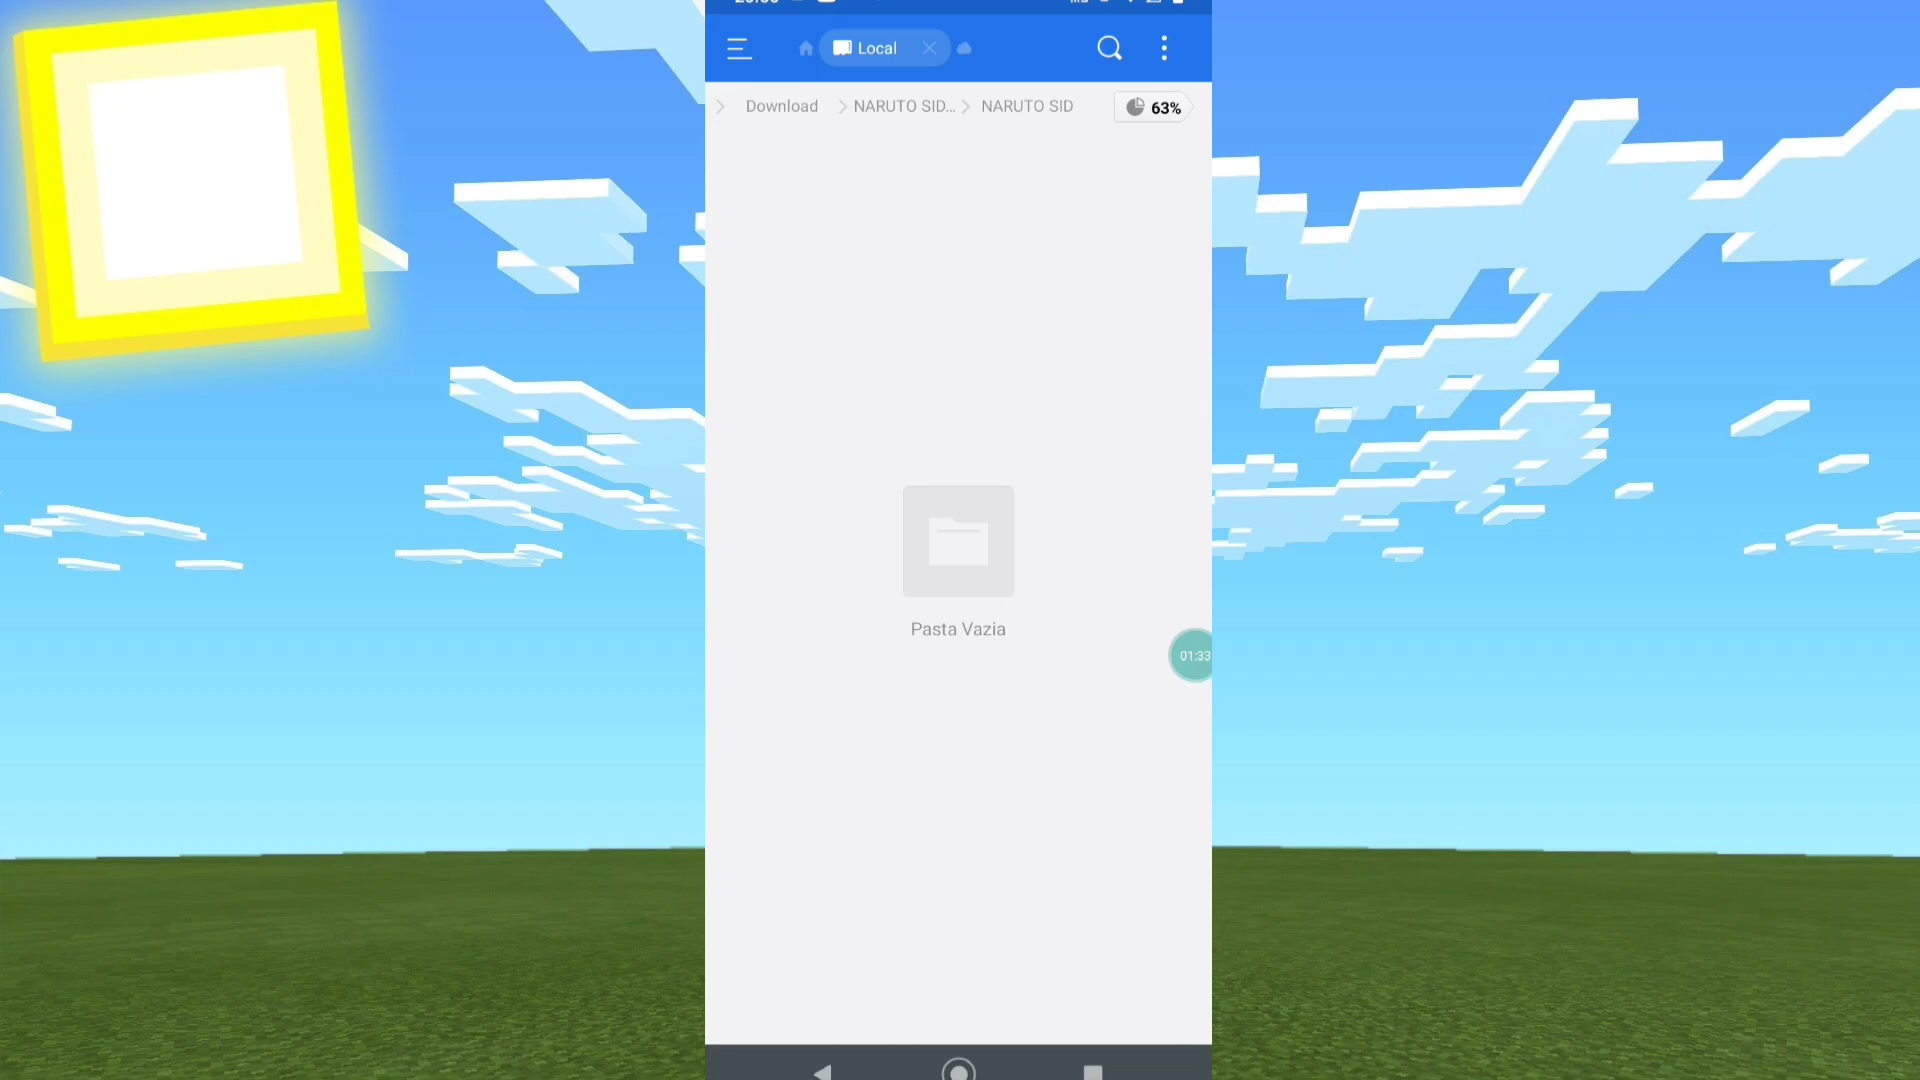 Local
Download
NARUTO SID...
NARUTO SID
63%
Pasta Vazia
01:33